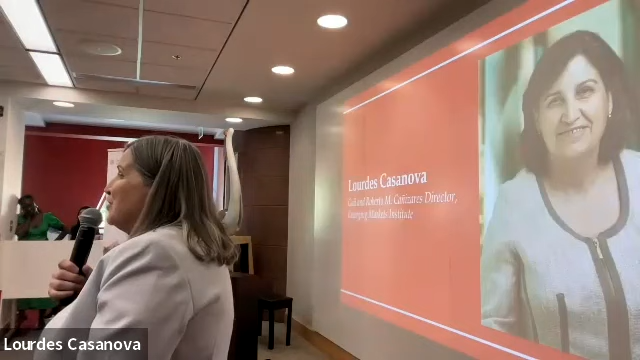 Lourdes Casanova
Gail and Roberto M. Cañizares Director,
Emerging Markets Institute
Lourdes Casanova